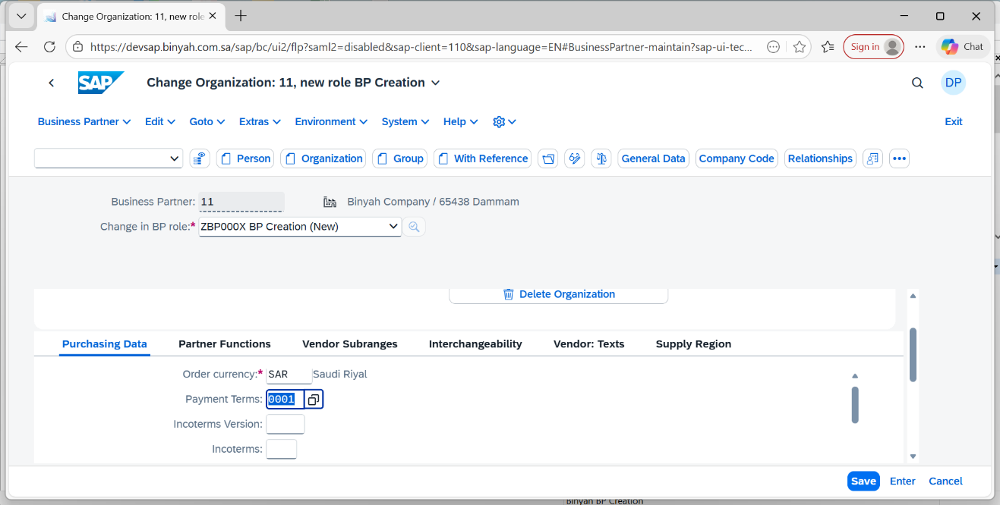 Change Organization: 11, new role
https://devsap.binyah.com.sa/sap/bc/ui2/flp?saml2=disabled&sap-client=110&sap-language=EN#BusinessPartner-maintain?sap-ui-tec...
Sign in
Chat
SAP
Change Organization: 11, new role BP Creation
DP
Business Partner
Edit
Goto
Extras
Environment
System
Help
Exit
Person
Organization
Group
With Reference
General Data
Company Code
Relationships
Business Partner: 11
Binyah Company / 65438 Dammam
Change in BP role:* ZBP000X BP Creation (New)
Delete Organization
Purchasing Data
Partner Functions
Vendor Subranges
Interchangeability
Vendor: Texts
Supply Region
Order currency:* SAR Saudi Riyal
Payment Terms: 0001
Incoterms Version:
Incoterms:
Save
Enter
Cancel
Binyah BP Creation